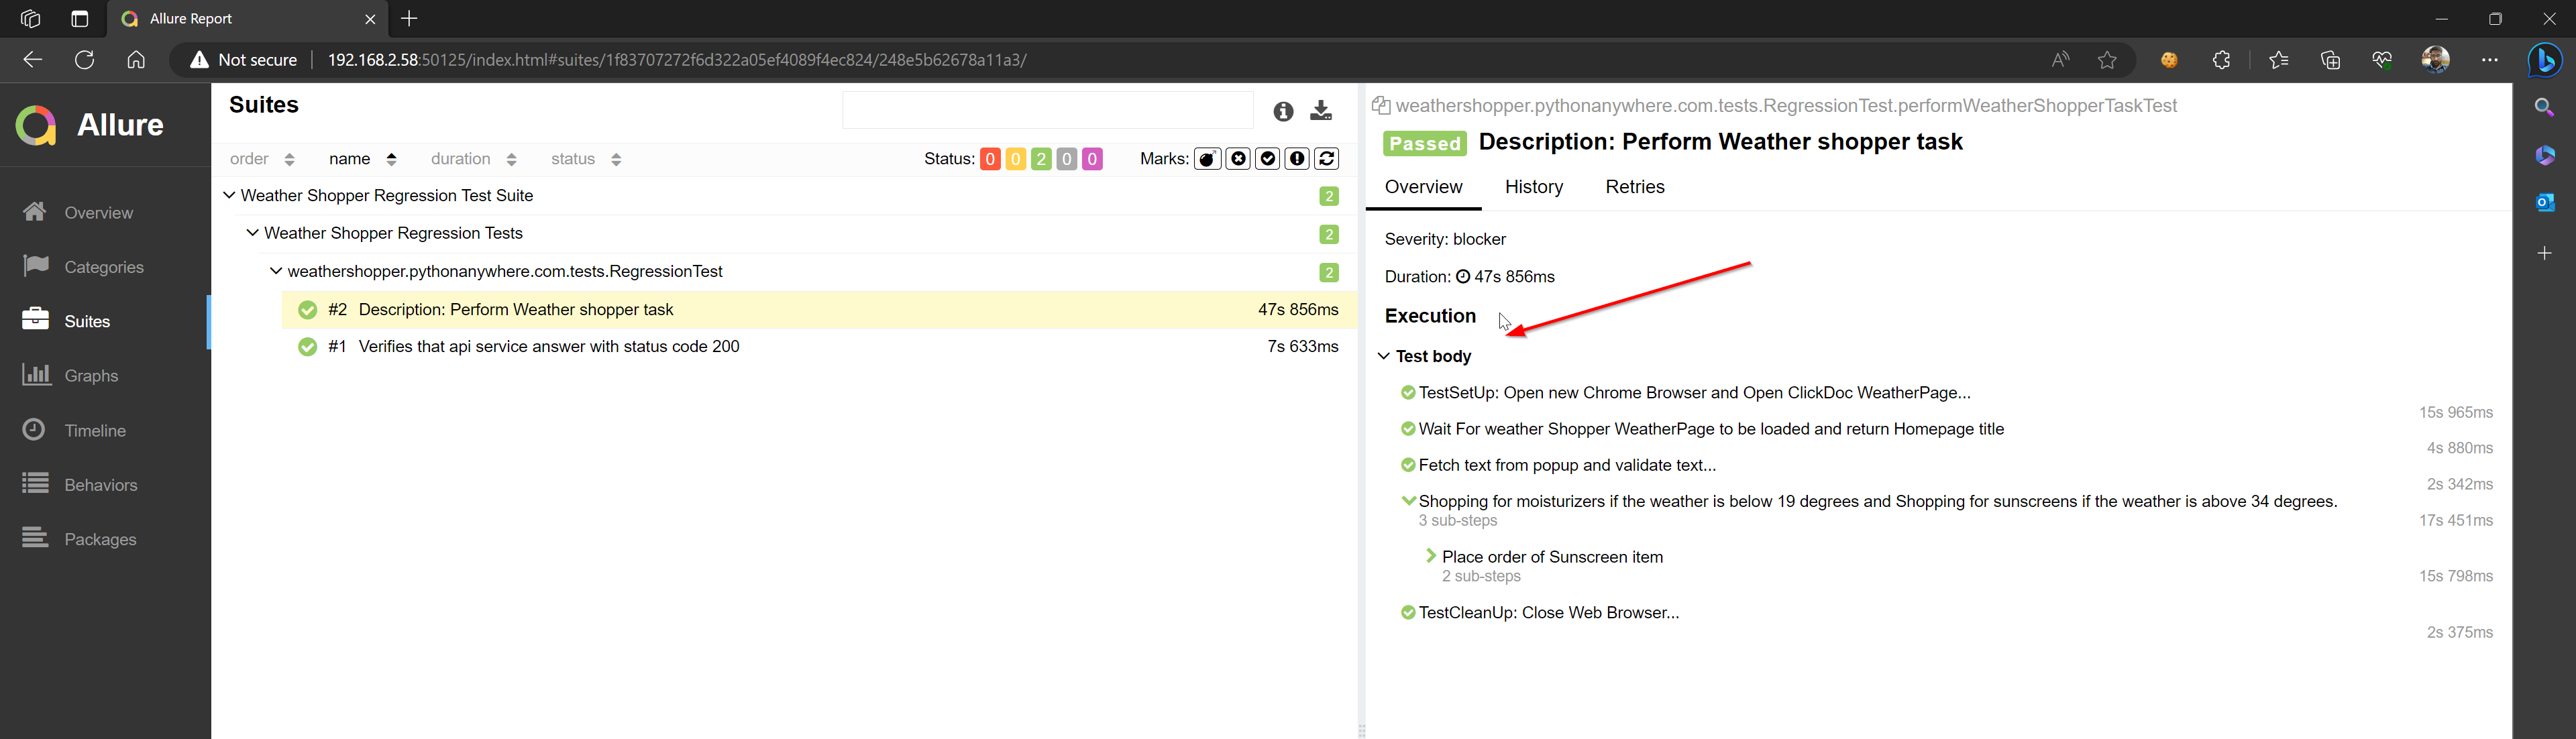 Allure Report
Not secure
192.168.2.58:50125/index.html#suites/1f83707272f6d322a05ef4089f4ec824/248e5b62678a11a3/
Allure
Overview
Categories
Suites
Graphs
Timeline
Behaviors
Packages
Suites
order name duration status
Status: 0 0 2 0 0 Marks:
Weather Shopper Regression Test Suite 2
Weather Shopper Regression Tests 2
weathershopper.pythonanywhere.com.tests.RegressionTest 2
#2 Description: Perform Weather shopper task 47s 856ms
#1 Verifies that api service answer with status code 200 7s 633ms
weathershopper.pythonanywhere.com.tests.RegressionTest.performWeatherShopperTaskTest
Passed Description: Perform Weather shopper task
Overview History Retries
Severity: blocker
Duration: 47s 856ms
Execution
Test body
TestSetUp: Open new Chrome Browser and Open ClickDoc WeatherPage...
15s 965ms
Wait For weather Shopper WeatherPage to be loaded and return Homepage title
4s 880ms
Fetch text from popup and validate text...
2s 342ms
Shopping for moisturizers if the weather is below 19 degrees and Shopping for sunscreens if the weather is above 34 degrees.
3 sub-steps 17s 451ms
Place order of Sunscreen item
2 sub-steps 15s 798ms
TestCleanUp: Close Web Browser...
2s 375ms